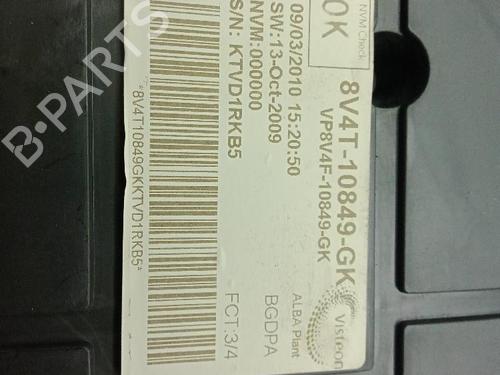 NVM Check
OK
8V4T-10849-GK
VP8V4F-10849-GK
Visteon
09/03/2010 15:20:50
ALBA Plant
SW:13-Oct-2009
BGDPA
NVM:000000
S/N: KTVD1RKB5
FCT:3/4
*8V4T10849GKKTVD1RKB5*
B-Parts